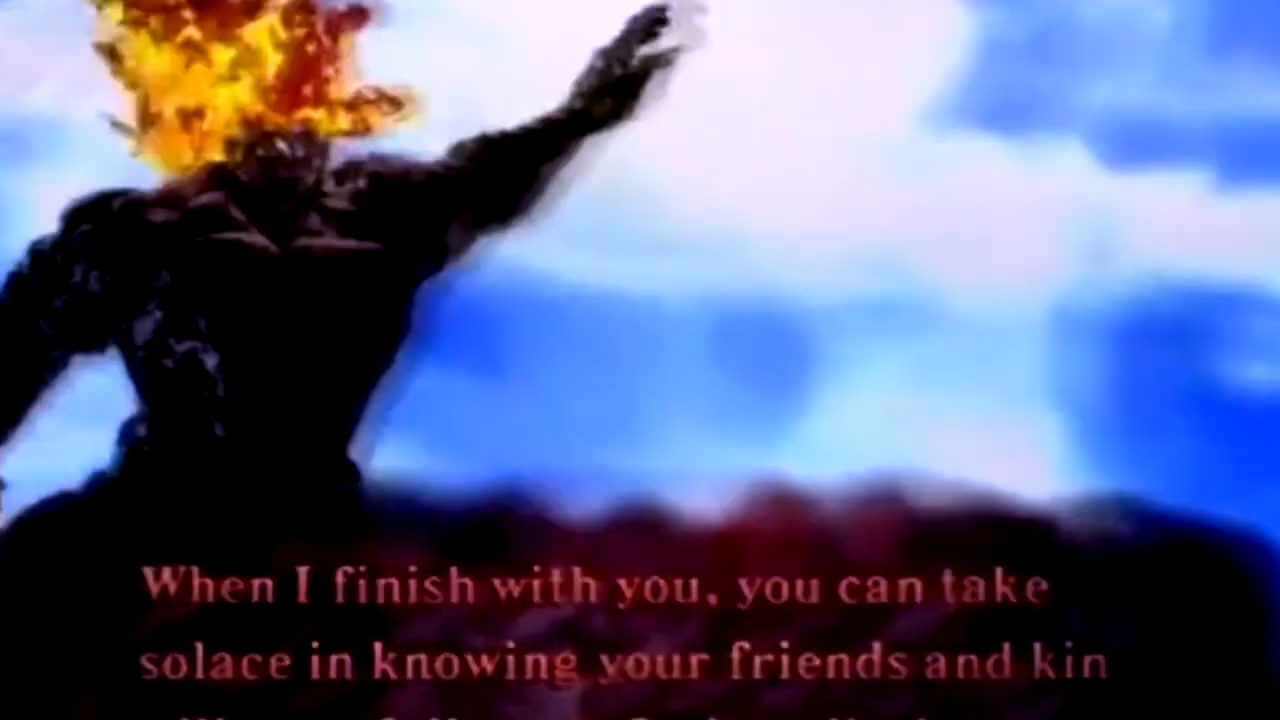 When I finish with you, you can take
solace in knowing your friends and kin